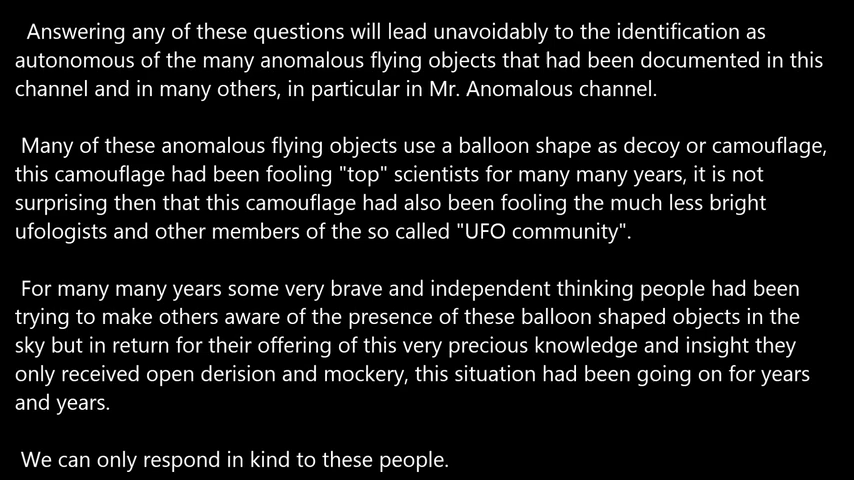 Answering any of these questions will lead unavoidably to the identification as
autonomous of the many anomalous flying objects that had been documented in this
channel and in many others, in particular in Mr. Anomalous channel.
Many of these anomalous flying objects use a balloon shape as decoy or camouflage,
this camouflage had been fooling "top" scientists for many many years, it is not
surprising then that this camouflage had also been fooling the much less bright
ufologists and other members of the so called "UFO community".
For many many years some very brave and independent thinking people had been
trying to make others aware of the presence of these balloon shaped objects in the
sky but in return for their offering of this very precious knowledge and insight they
only received open derision and mockery, this situation had been going on for years
and years.
We can only respond in kind to these people.